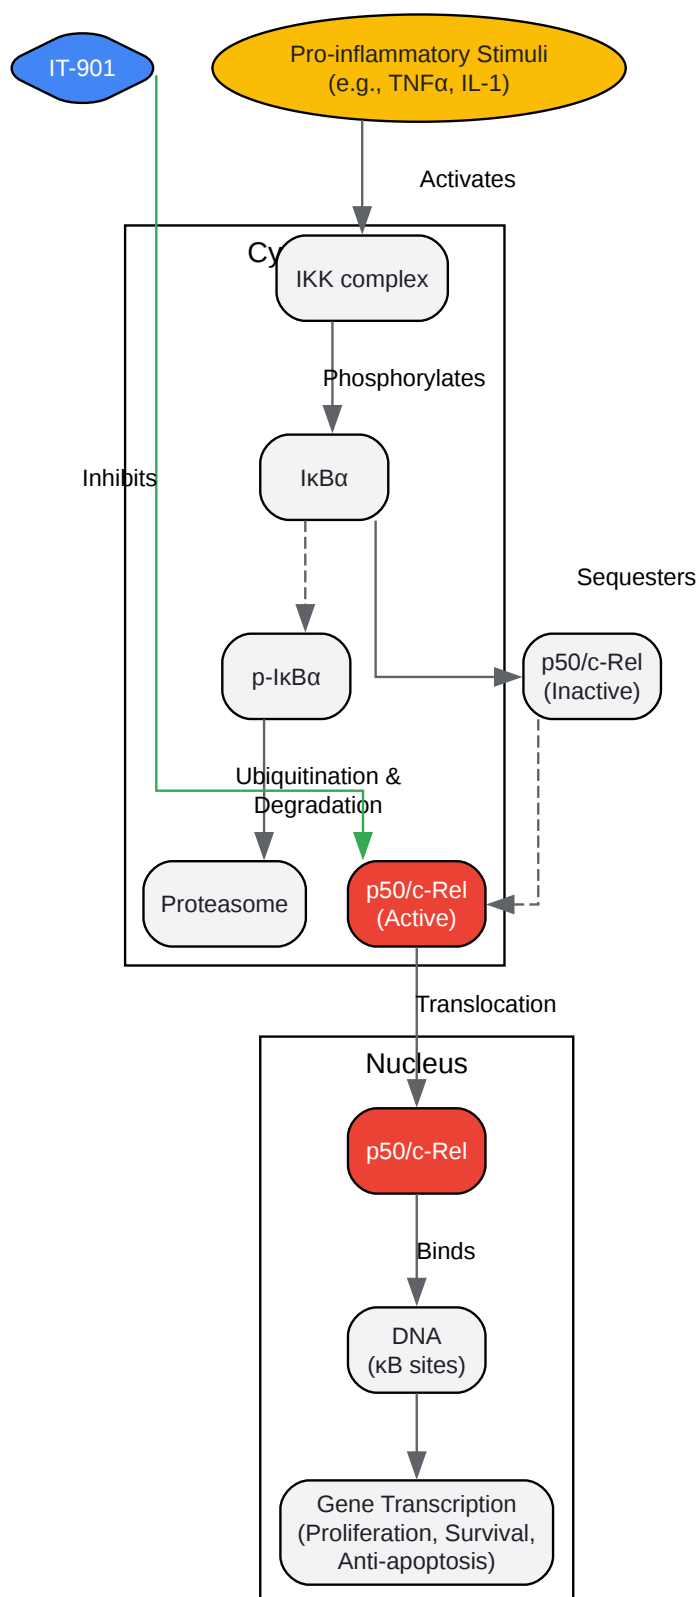 IT-901
Pro-inflammatory Stimuli
(e.g., TNFα, IL-1)
Activates
Cy
IKK complex
Phosphorylates
Inhibits
IκBα
Sequesters
p-IκBα
p50/c-Rel
(Inactive)
Ubiquitination &
Degradation
Proteasome
p50/c-Rel
(Active)
Translocation
Nucleus
p50/c-Rel
Binds
DNA
(κB sites)
Gene Transcription
(Proliferation, Survival,
Anti-apoptosis)